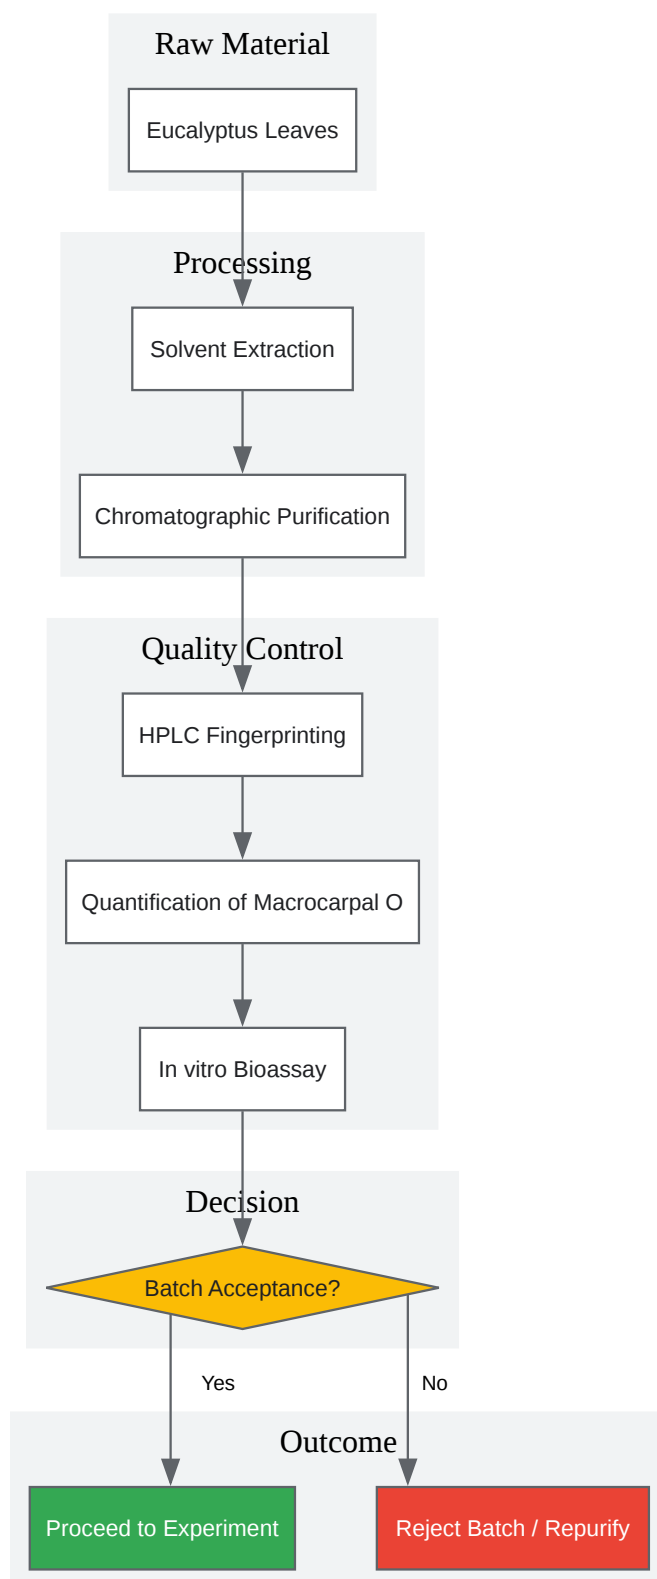 Raw Material
Eucalyptus Leaves
Processing
Solvent Extraction
Chromatographic Purification
Quality Control
HPLC Fingerprinting
Quantification of Macrocarpal O
In vitro Bioassay
Decision
Batch Acceptance?
Yes
No
Outcome
Proceed to Experiment
Reject Batch / Repurify